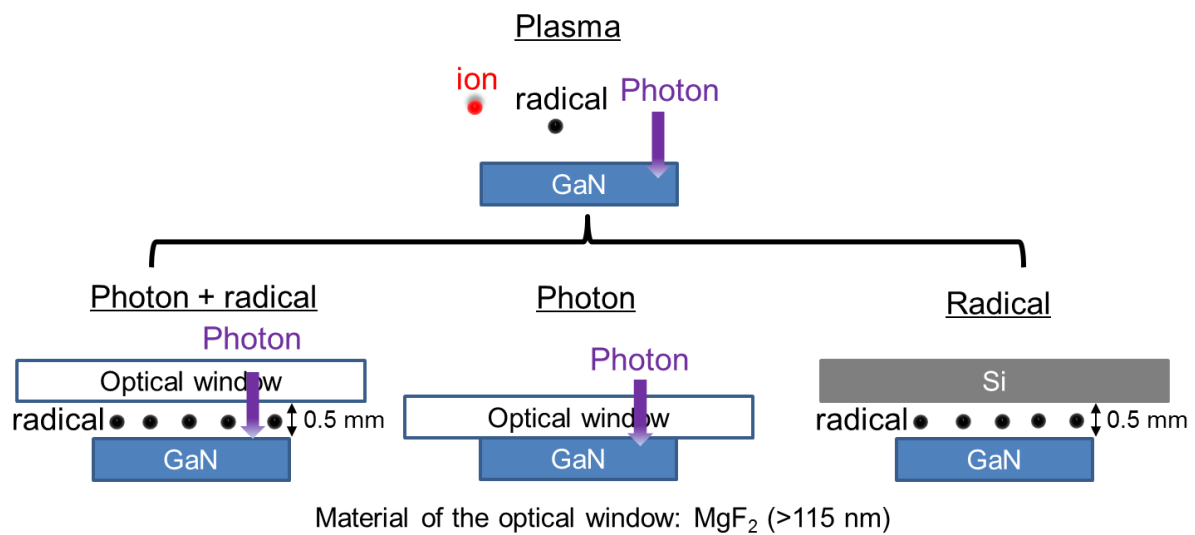 Plasma
ion
radical
Photon
GaN
Photon + radical
Photon
Optical window
radical
0.5 mm
GaN
Photon
Photon
Optical window
GaN
Radical
Si
radical
0.5 mm
GaN
Material of the optical window: MgF₂ (>115 nm)